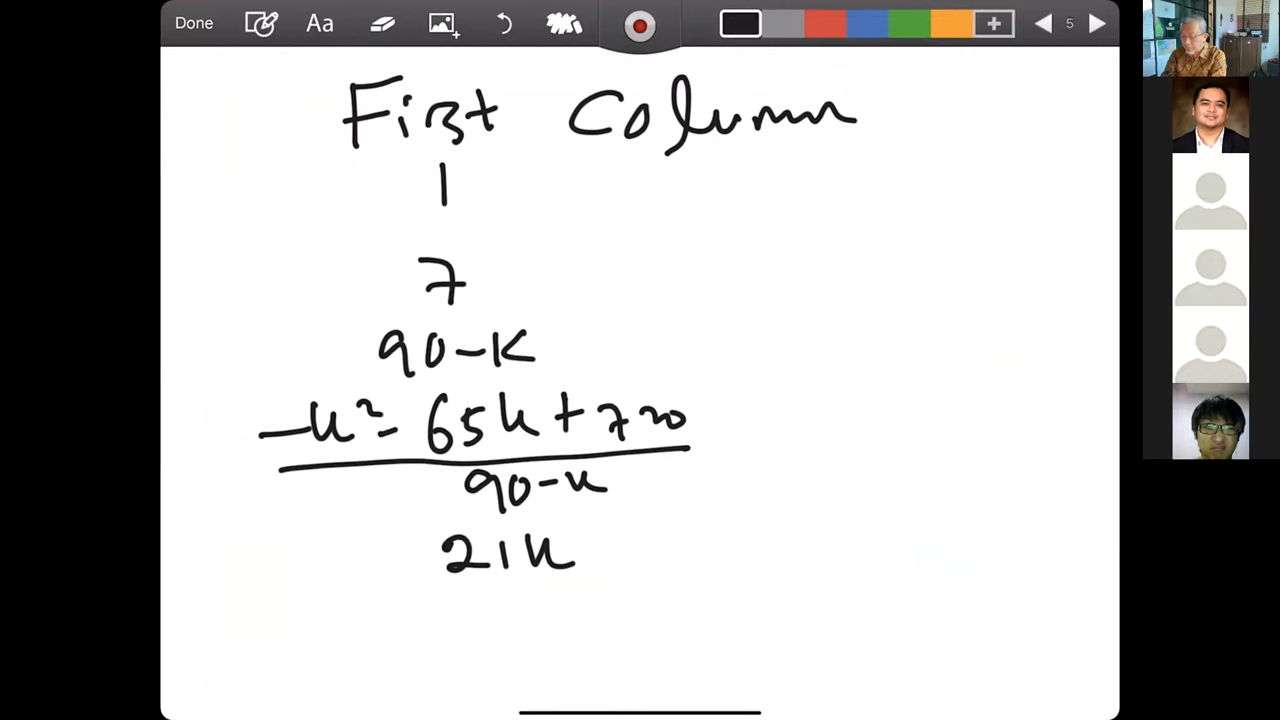 Done Aa 5
First Column
1
7
90-K
-K² - 65K + 720
90-K
21K